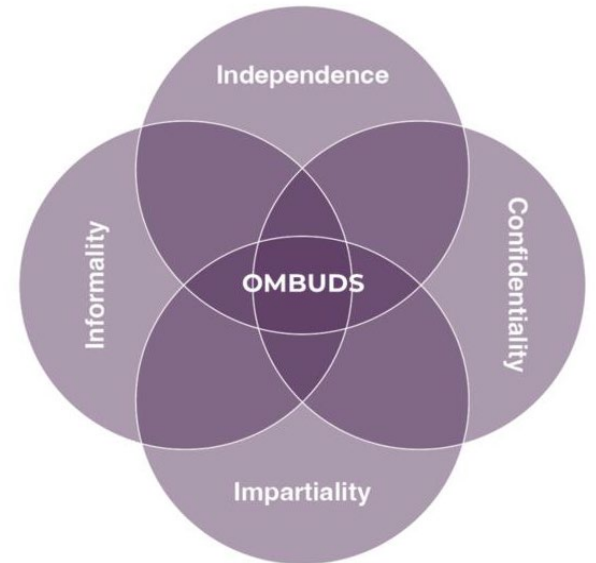 Independence
Informality
OMBUDS
Confidentiality
Impartiality